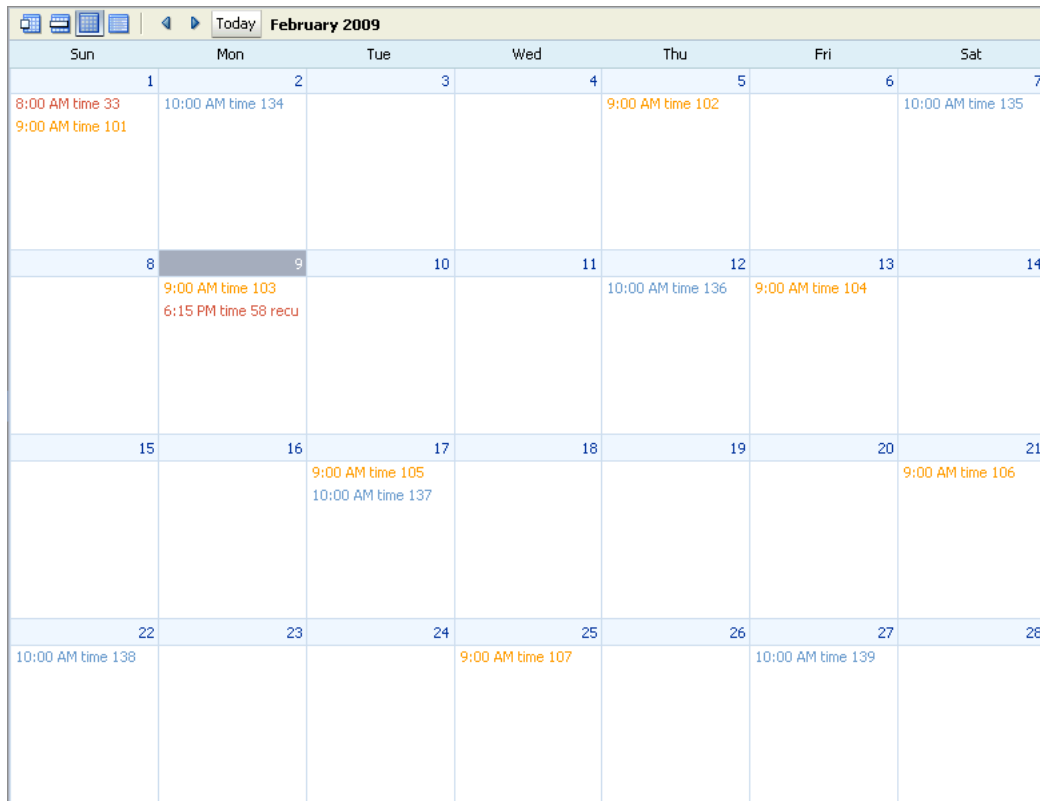 Today February 2009
Sun Mon Tue Wed Thu Fri Sat
1 2 3 4 5 6 7
8:00 AM time 33 10:00 AM time 134 9:00 AM time 102 10:00 AM time 135
9:00 AM time 101
8 9 10 11 12 13 14
9:00 AM time 103 10:00 AM time 136 9:00 AM time 104
6:15 PM time 58 recu
15 16 17 18 19 20 21
9:00 AM time 105 9:00 AM time 106
10:00 AM time 137
22 23 24 25 26 27 28
10:00 AM time 138 9:00 AM time 107 10:00 AM time 139